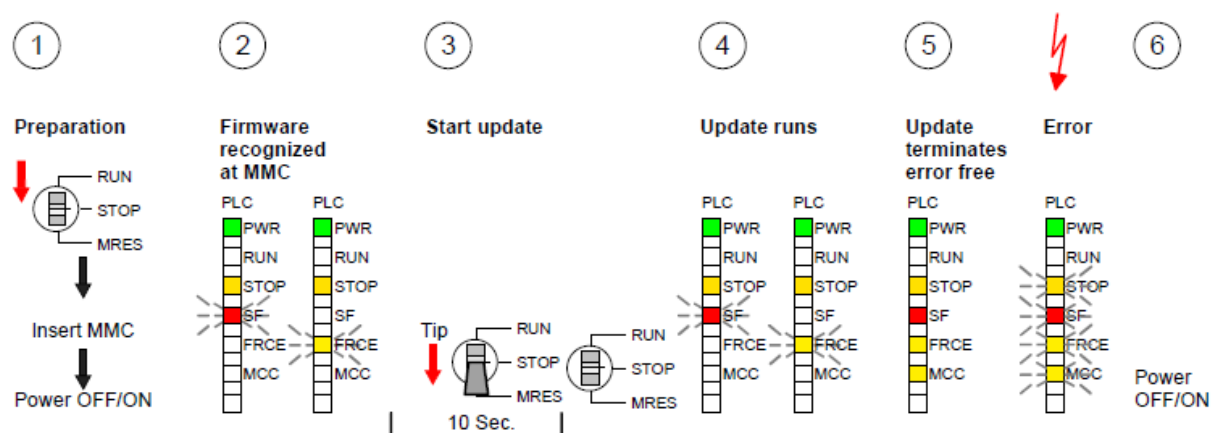 1
2
3
4
5
6
Preparation
Firmware
recognized
at MMC
Start update
Update runs
Update
terminates
error free
Error
RUN
STOP
MRES
Insert MMC
Power OFF/ON
PLC
PWR
RUN
STOP
SF
FRCE
MCC
PLC
PWR
RUN
STOP
SF
FRCE
MCC
Tip
RUN
STOP
MRES
10 Sec.
RUN
STOP
MRES
PLC
PWR
RUN
STOP
SF
FRCE
MCC
PLC
PWR
RUN
STOP
SF
FRCE
MCC
PLC
PWR
RUN
STOP
SF
FRCE
MCC
PLC
PWR
RUN
STOP
SF
FRCE
MCC
Power
OFF/ON